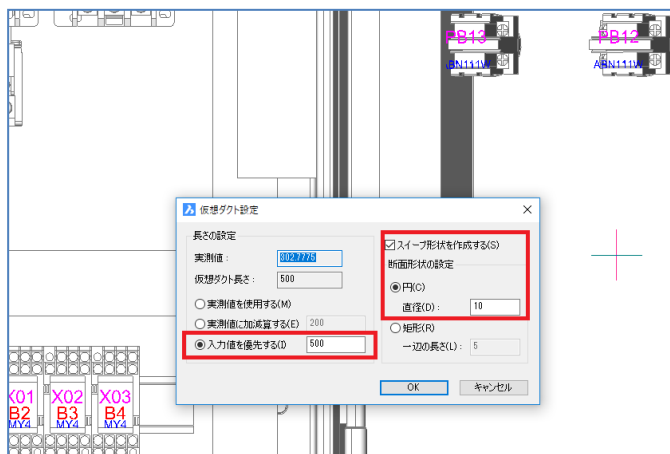 PB13
PB12
ABN111W
仮想ダクト設定
長さの設定
実測値:
802.7775
仮想ダクト長さ:
500
実測値を使用する(M)
実測値に加減算する(E)
200
入力値を優先する(I)
500
スイープ形状を作成する(S)
断面形状の設定
円(C)
直径(D):
10
矩形(R)
一辺の長さ(L):
5
OK
キャンセル
X01
X02
X03
B2
B3
B4
MY4
MY4
MY4